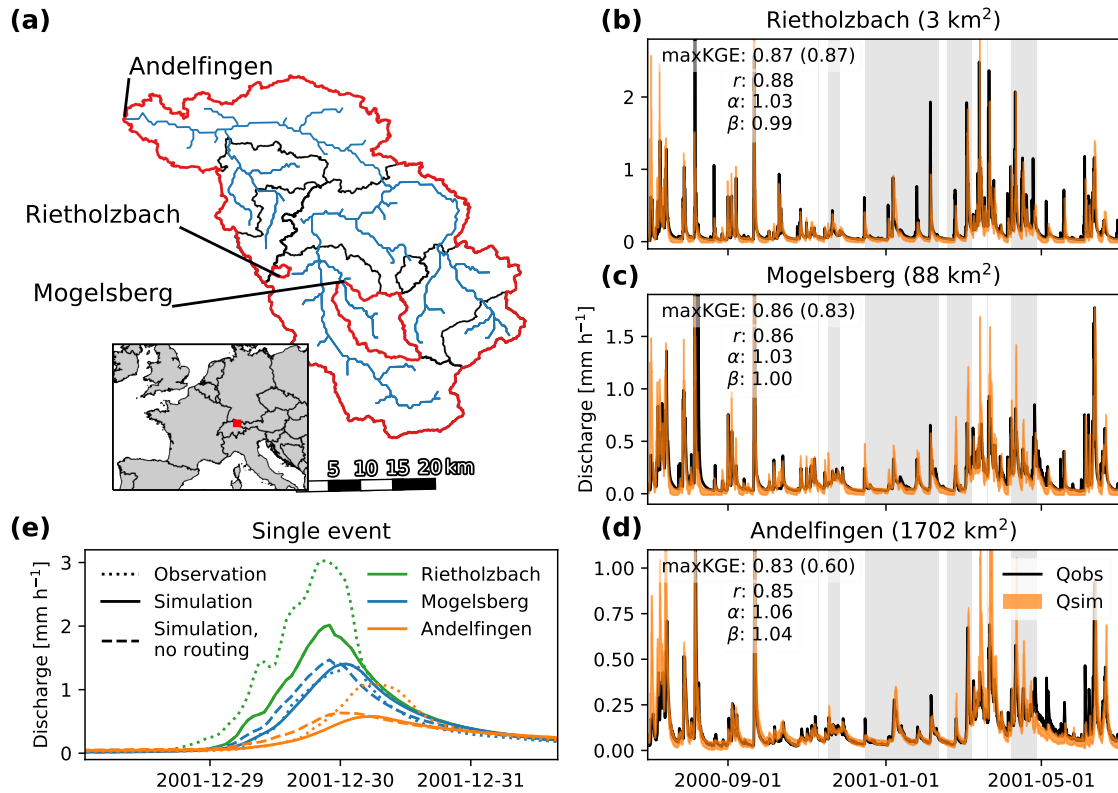 (a)
Andelfingen
Rietholzbach
Mogelsberg
5 10 15 20 km
(b)
Rietholzbach (3 km²)
maxKGE: 0.87 (0.87)
r: 0.88
α: 1.03
β: 0.99
2
1
0
(c)
Mogelsberg (88 km²)
maxKGE: 0.86 (0.83)
r: 0.86
α: 1.03
β: 1.00
1.5
1.0
0.5
0.0
Discharge [mm h⁻¹]
(d)
Andelfingen (1702 km²)
maxKGE: 0.83 (0.60)
r: 0.85
α: 1.06
β: 1.04
Qobs
Qsim
1.00
0.75
0.50
0.25
0.00
2000-09-01 2001-01-01 2001-05-01
(e)
Single event
Observation
Simulation
Simulation,
no routing
Rietholzbach
Mogelsberg
Andelfingen
Discharge [mm h⁻¹]
3
2
1
0
2001-12-29 2001-12-30 2001-12-31